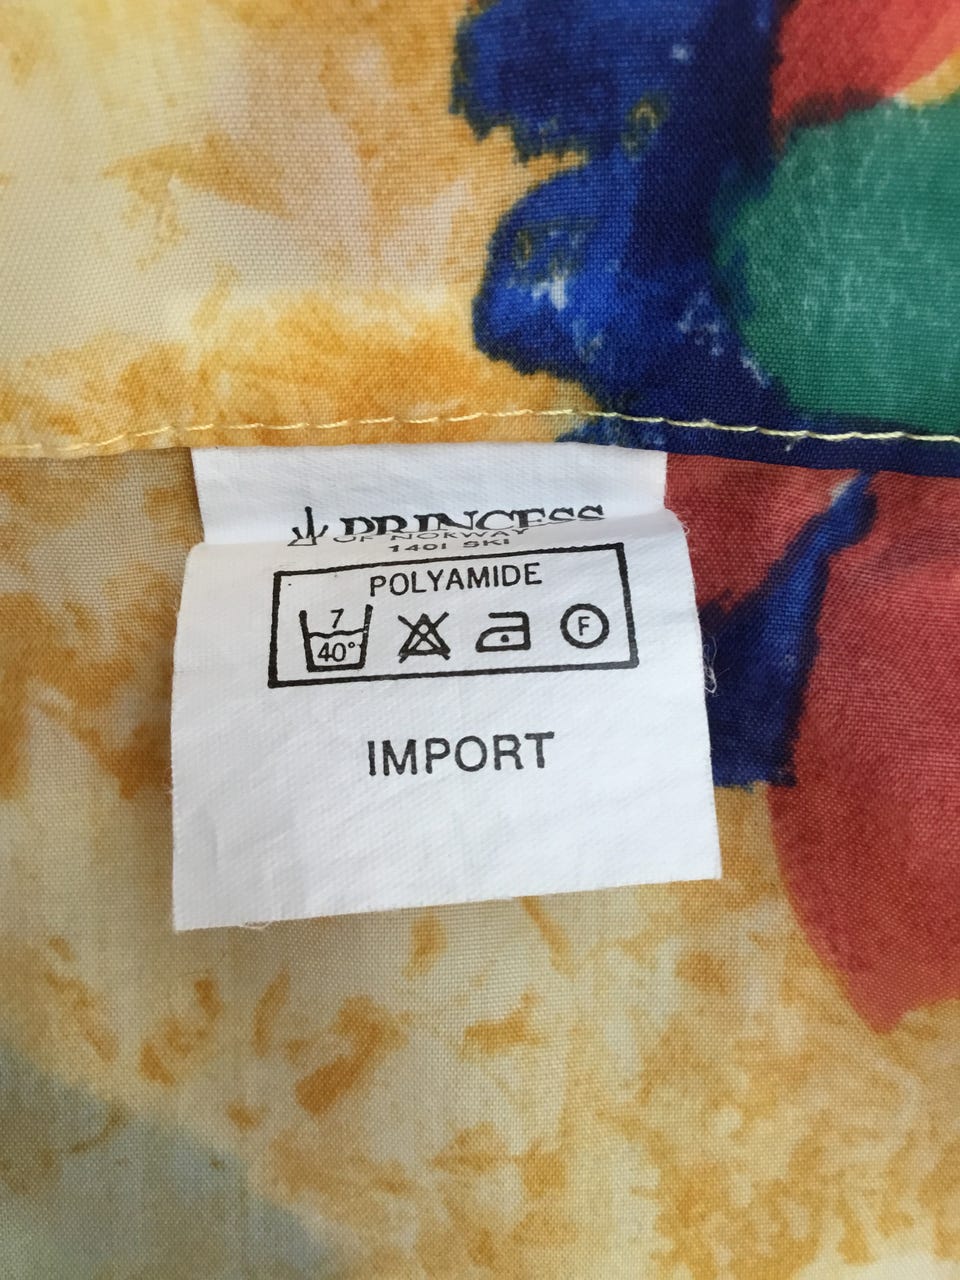 PRINCESS
OF NORWAY
1401 SKI
POLYAMIDE
7
40° F
IMPORT